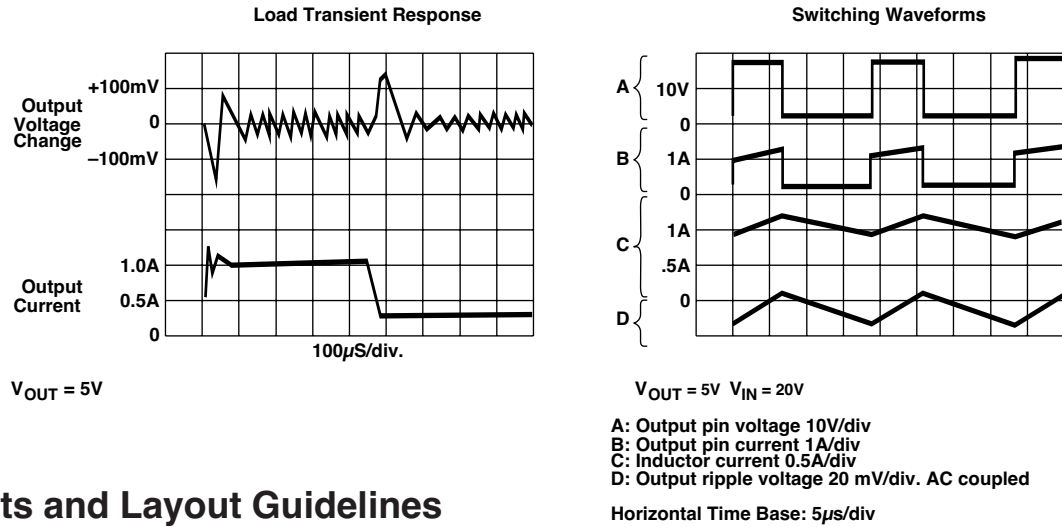 Load Transient Response
+100mV
Output
Voltage
Change
0
–100mV
1.0A
Output
Current
0.5A
0
100µS/div.
VOUT = 5V
Switching Waveforms
A
10V
0
B
1A
0
C
1A
.5A
0
D
VOUT = 5V VIN = 20V
A: Output pin voltage 10V/div
B: Output pin current 1A/div
C: Inductor current 0.5A/div
D: Output ripple voltage 20 mV/div. AC coupled
Horizontal Time Base: 5µs/div
ts and Layout Guidelines